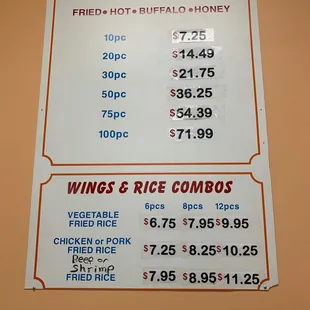 FRIED • HOT • BUFFALO • HONEY
10pc $7.25
20pc $14.49
30pc $21.75
50pc $36.25
75pc $54.39
100pc $71.99
WINGS & RICE COMBOS
6pcs 8pcs 12pcs
VEGETABLE
FRIED RICE $6.75 $7.95 $9.95
CHICKEN or PORK
FRIED RICE $7.25 $8.25 $10.25
Beef or
Shrimp
FRIED RICE $7.95 $8.95 $11.25